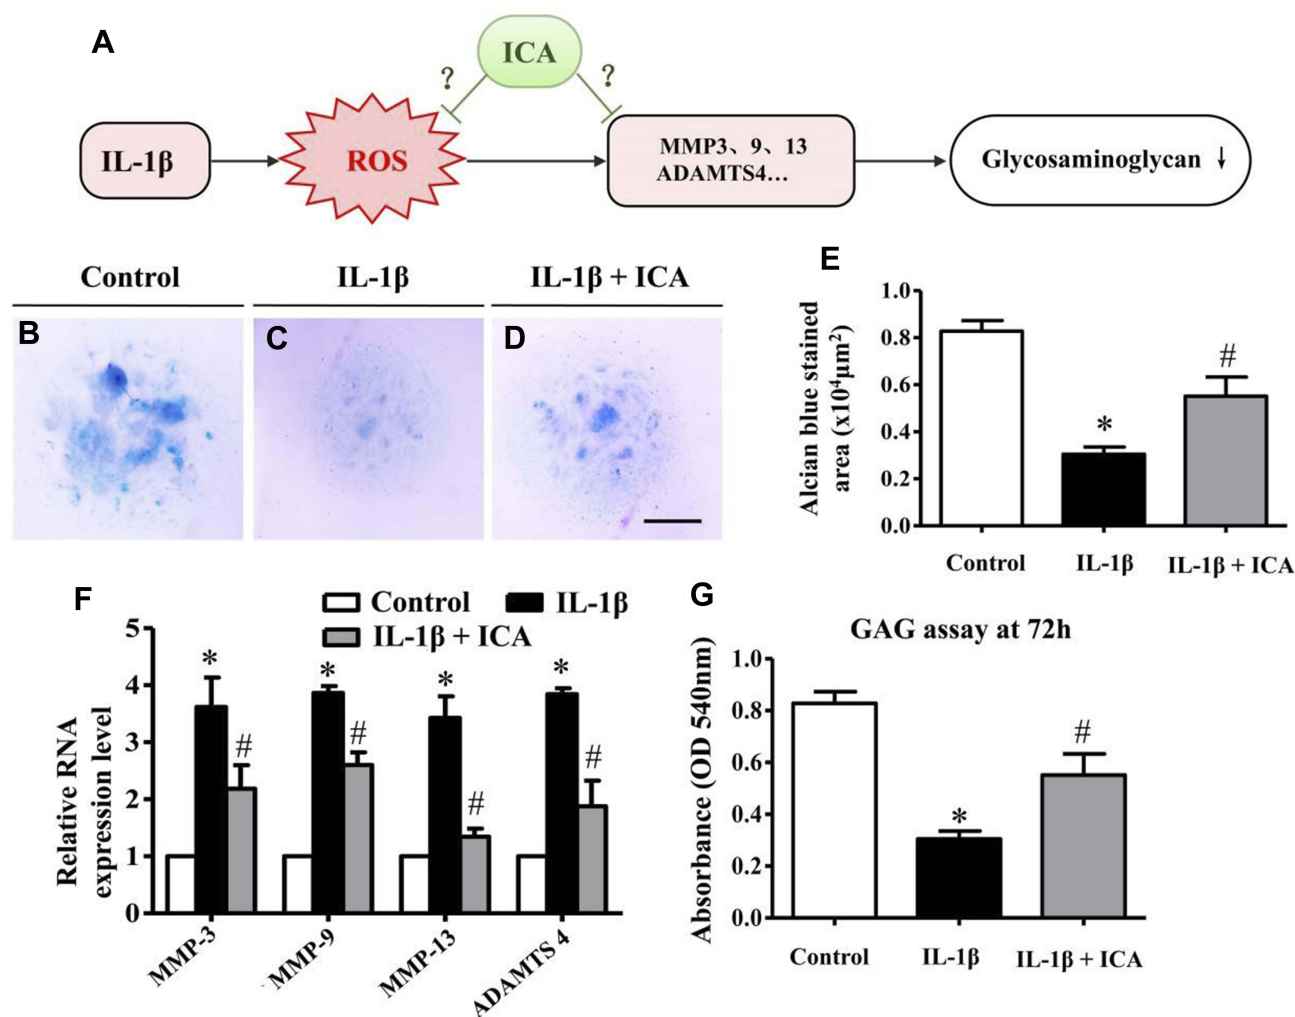 A
ICA
?
?
IL-1β
ROS
MMP3、9、13
ADAMTS4...
Glycosaminoglycan ↓
Control
IL-1β
IL-1β + ICA
B
C
D
E
Alcian blue stained
area (x10⁴μm²)
1.0
0.8
0.6
0.4
0.2
0.0
*
#
Control
IL-1β
IL-1β + ICA
F
Control
IL-1β
IL-1β + ICA
Relative RNA
expression level
5
4
3
2
1
0
*
#
*
#
*
#
*
#
MMP-3
MMP-9
MMP-13
ADAMTS 4
G
GAG assay at 72h
Absorbance (OD 540nm)
1.0
0.8
0.6
0.4
0.2
0.0
*
#
Control
IL-1β
IL-1β + ICA